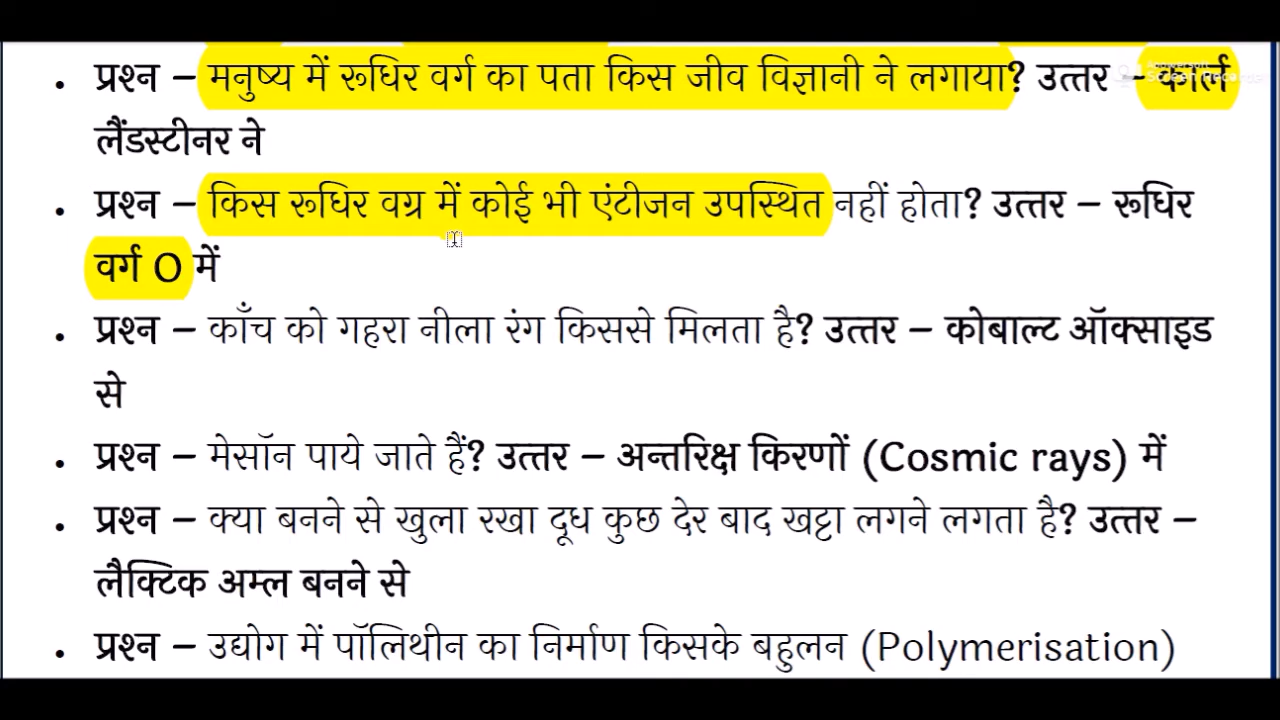 • प्रश्न – मनुष्य में रूधिर वर्ग का पता किस जीव विज्ञानी ने लगाया? उत्तर – कार्ल
लैंडस्टीनर ने
• प्रश्न – किस रूधिर वग्र में कोई भी एंटीजन उपस्थित नहीं होता? उत्तर – रूधिर
वर्ग O में
• प्रश्न – काँच को गहरा नीला रंग किससे मिलता है? उत्तर – कोबाल्ट ऑक्साइड
से
• प्रश्न – मेसॉन पाये जाते हैं? उत्तर – अन्तरिक्ष किरणों (Cosmic rays) में
• प्रश्न – क्या बनने से खुला रखा दूध कुछ देर बाद खट्टा लगने लगता है? उत्तर –
लैक्टिक अम्ल बनने से
• प्रश्न – उद्योग में पॉलिथीन का निर्माण किसके बहुलन (Polymerisation)